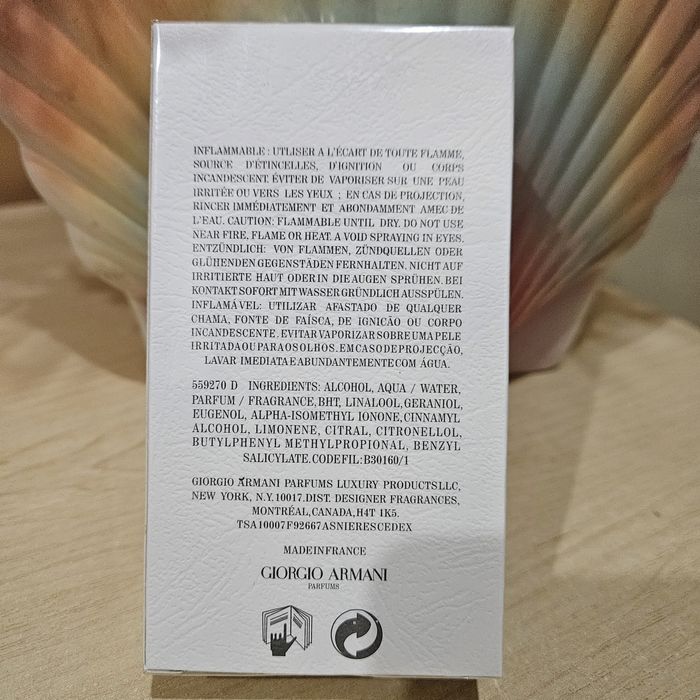 INFLAMMABLE : UTLISER A L'ÉCART DE TOUTE FLAMME,
SOURCE D'ÉTINCELLES, D'IGNITION OU CORPS
INCANDESCENT. ÉVITER DE VAPORISER SUR UNE PEAU
IRRITÉE OU VERS LES YEUX ; EN CAS DE PROJECTION,
RINCER IMMÉDIATEMENT ET ABONDAMMENT AMEC DE
L'EAU. CAUTION: FLAMMABLE UNTIL DRY. DO NOT USE
NEAR FIRE, FLAME OR HEAT. A VOID SPRAYING IN EYES.
ENTZÜNDLICH: VON FLAMMEN, ZÜNDQUELLEN ODER
GLÜHENDEN GEGENSTÄDEN FERNHALTEN. NICHT AUF
IRRITIERTE HAUT ODER IN DIE AUGEN SPRÜHEN. BEI
KONTAKT SOFORT MIT WASSER GRÜNDLICH AUSSPÜLEN.
INFLAMÁVEL: UTILIZAR AFASTADO DE QUALQUER
CHAMA, FONTE DE FAÍSCA, DE IGNICÃO OU CORPO
INCANDESCENTE, EVITAR VAPORIZAR SOBRE UMA PELE
IRRITADA OU PARA OS OLHOS. EM CASO DE PROJECÇÃO,
LAVAR IMEDIATA E ABUNDANTEMENTE COM ÁGUA.
559270 D INGREDIENTS: ALCOHOL, AQUA / WATER,
PARFUM / FRAGRANCE, BHT, LINALOOL, GERANIOL,
EUGENOL, ALPHA-ISOMETHYL IONONE, CINNAMYL
ALCOHOL, LIMONENE, CITRAL, CITRONELLOL,
BUTYLPHENYL METHYLPROPIONAL, BENZYL
SALICYLATE. CODE FIL: B30160/1
GIORGIO ARMANI PARFUMS LUXURY PRODUCTS LLC,
NEW YORK, N.Y. 10017. DIST. DESIGNER FRAGRANCES,
MONTRÉAL, CANADA, H4T 1K5.
TSA 10007 F 92667 ASNIERES CEDEX
MADE IN FRANCE
GIORGIO ARMANI
PARFUMS